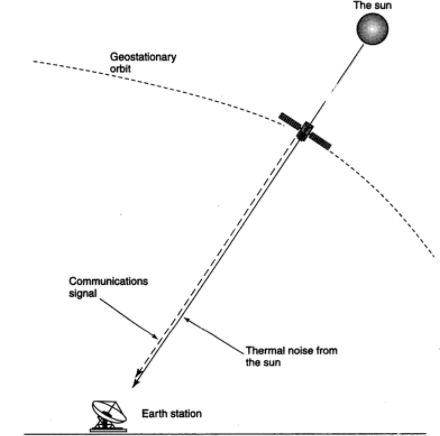 The sun
Geostationary
orbit
Communications
signal
Thermal noise from
the sun
Earth station